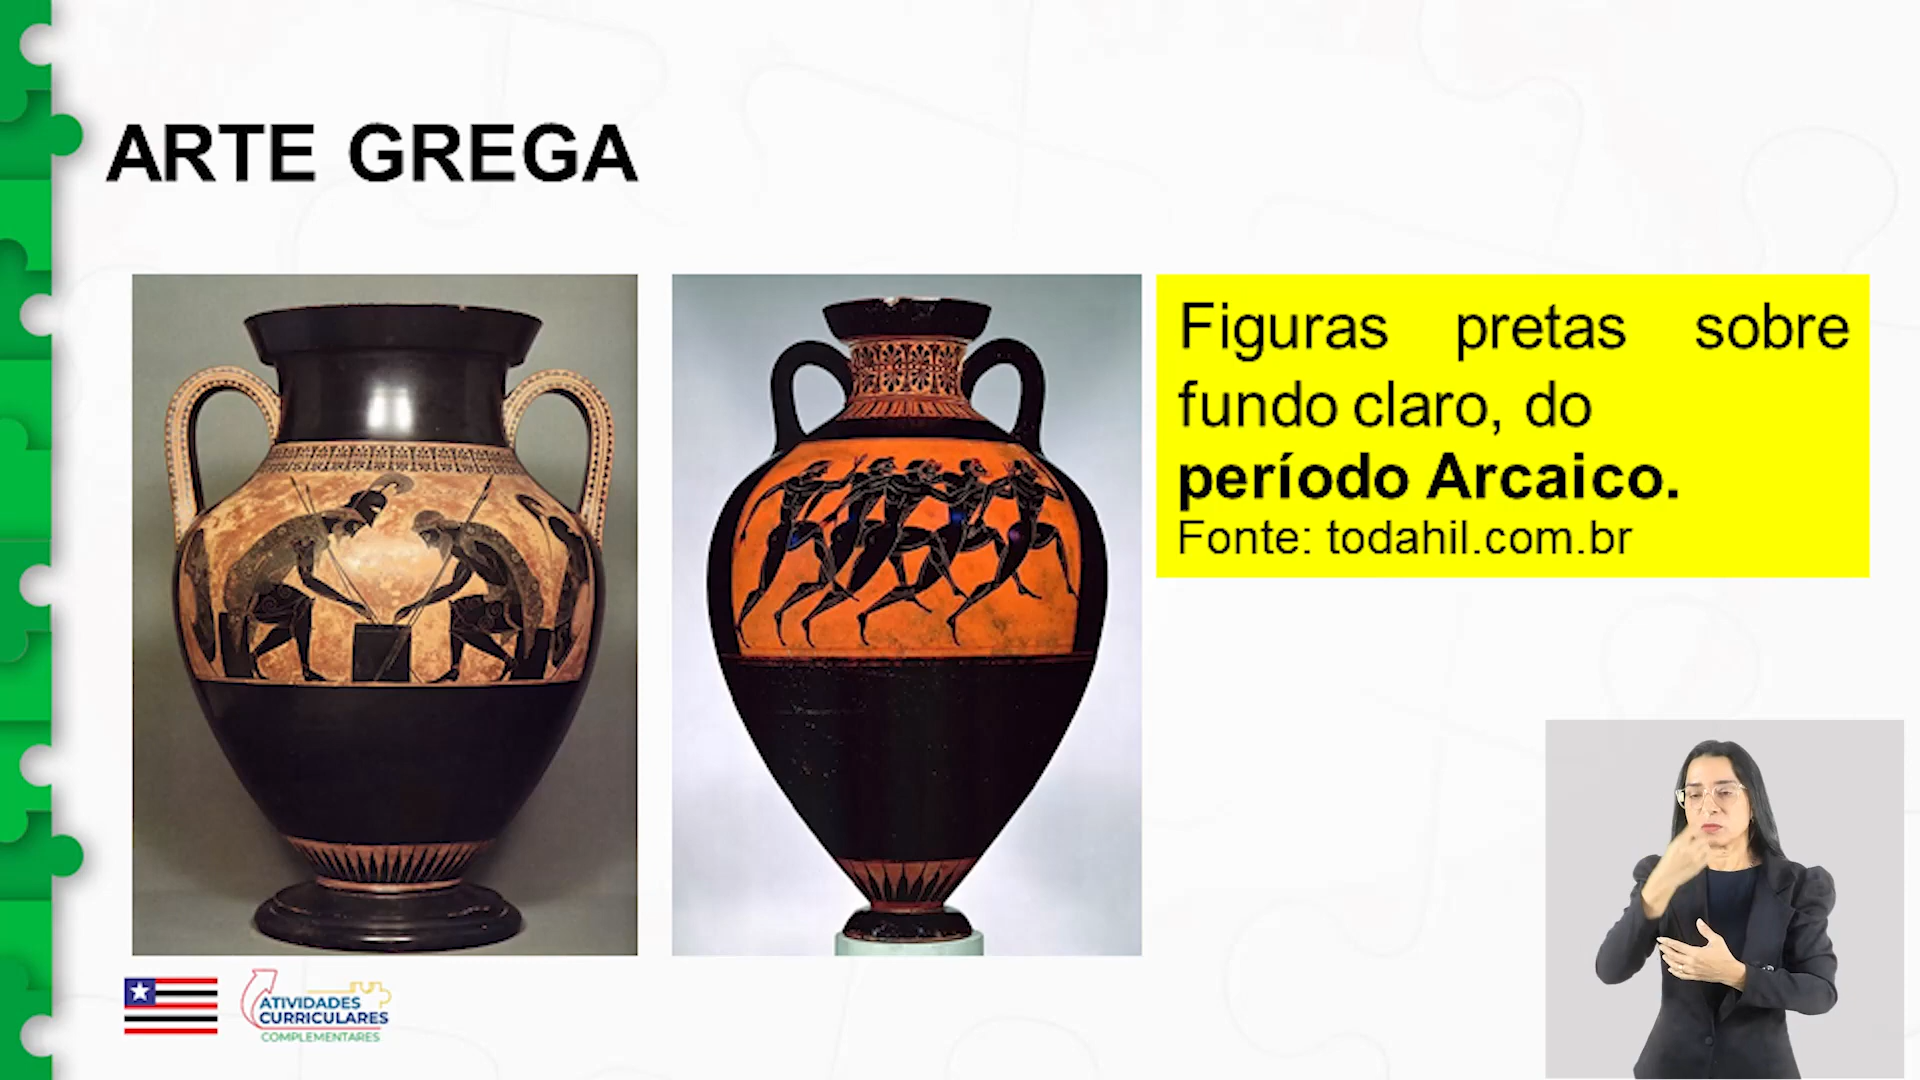 ARTE GREGA
Figuras pretas sobre
fundo claro, do
período Arcaico.
Fonte: todahil.com.br
ATIVIDADES
CURRICULARES
COMPLEMENTARES